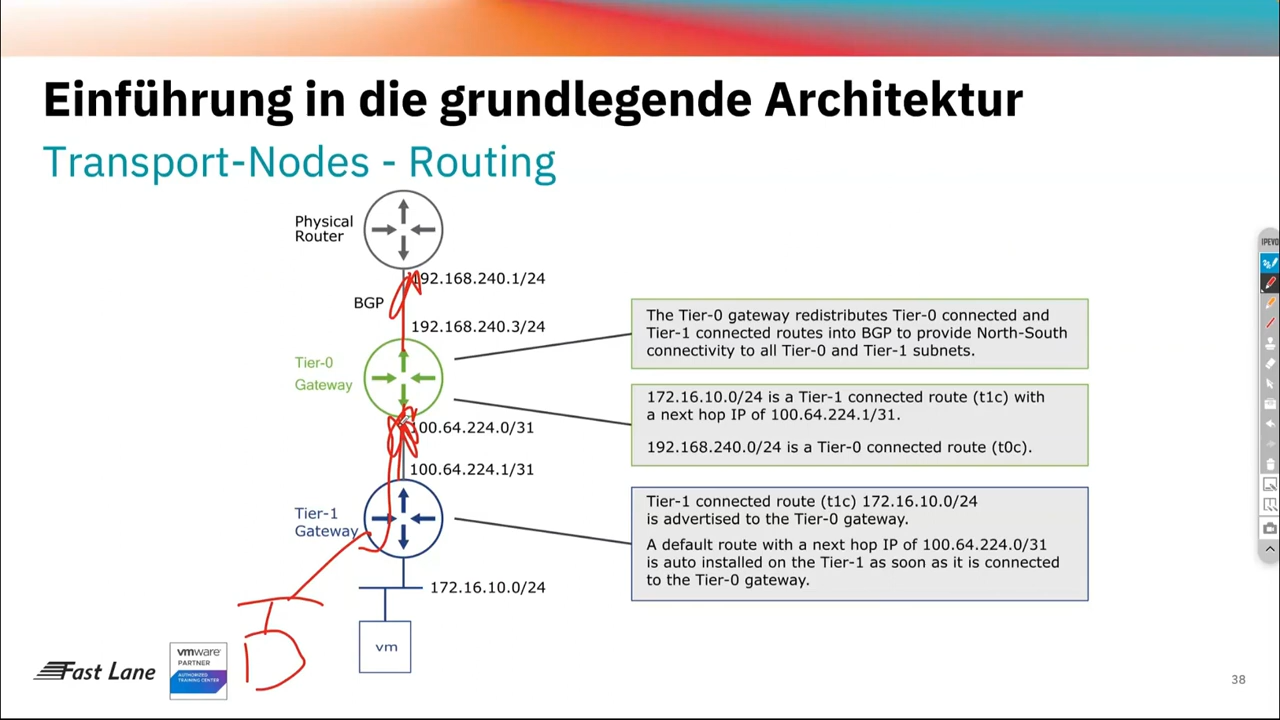 Einführung in die grundlegende Architektur
Transport-Nodes - Routing
Physical
Router
192.168.240.1/24
BGP
192.168.240.3/24
Tier-0
Gateway
100.64.224.0/31
100.64.224.1/31
Tier-1
Gateway
172.16.10.0/24
vm
The Tier-0 gateway redistributes Tier-0 connected and
Tier-1 connected routes into BGP to provide North-South
connectivity to all Tier-0 and Tier-1 subnets.
172.16.10.0/24 is a Tier-1 connected route (t1c) with
a next hop IP of 100.64.224.1/31.
192.168.240.0/24 is a Tier-0 connected route (t0c).
Tier-1 connected route (t1c) 172.16.10.0/24
is advertised to the Tier-0 gateway.
A default route with a next hop IP of 100.64.224.0/31
is auto installed on the Tier-1 as soon as it is connected
to the Tier-0 gateway.
Fast Lane
vmware
PARTNER
AUTHORIZED
TRAINING CENTER
38
IPEVO